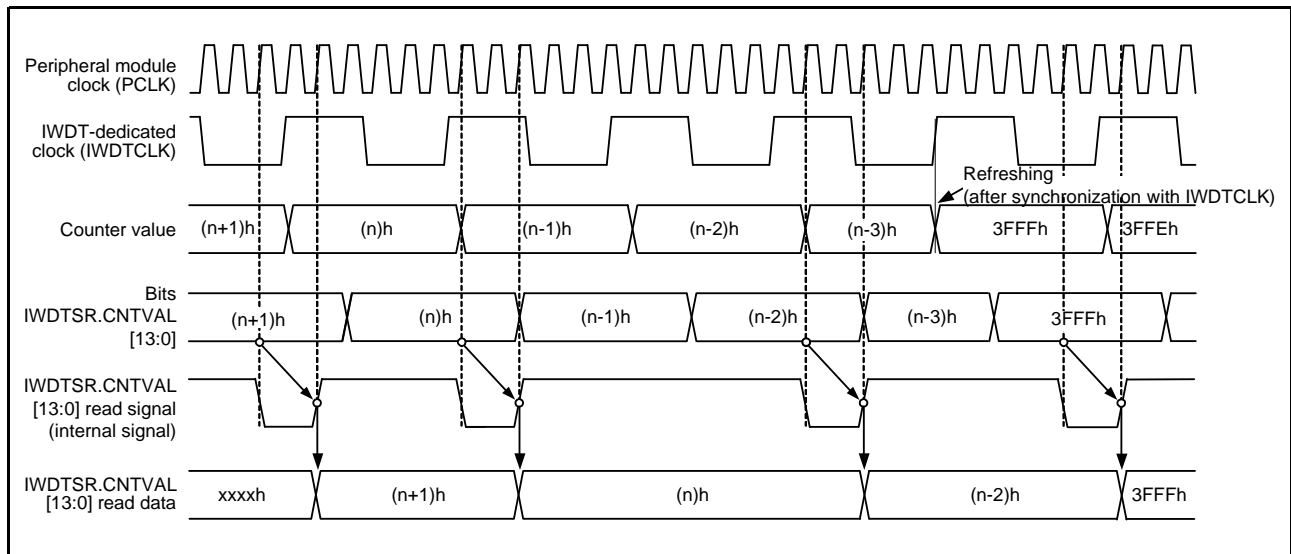 Peripheral module
clock (PCLK)
IWDT-dedicated
clock (IWDTCLK)
Refreshing
(after synchronization with IWDTCLK)
Counter value
(n+1)h
(n)h
(n-1)h
(n-2)h
(n-3)h
3FFFh
3FFEh
Bits
IWDTSR.CNTVAL
[13:0]
(n+1)h
(n)h
(n-1)h
(n-2)h
(n-3)h
3FFFh
IWDTSR.CNTVAL
[13:0] read signal
(internal signal)
IWDTSR.CNTVAL
[13:0] read data
xxxxh
(n+1)h
(n)h
(n-2)h
3FFFh